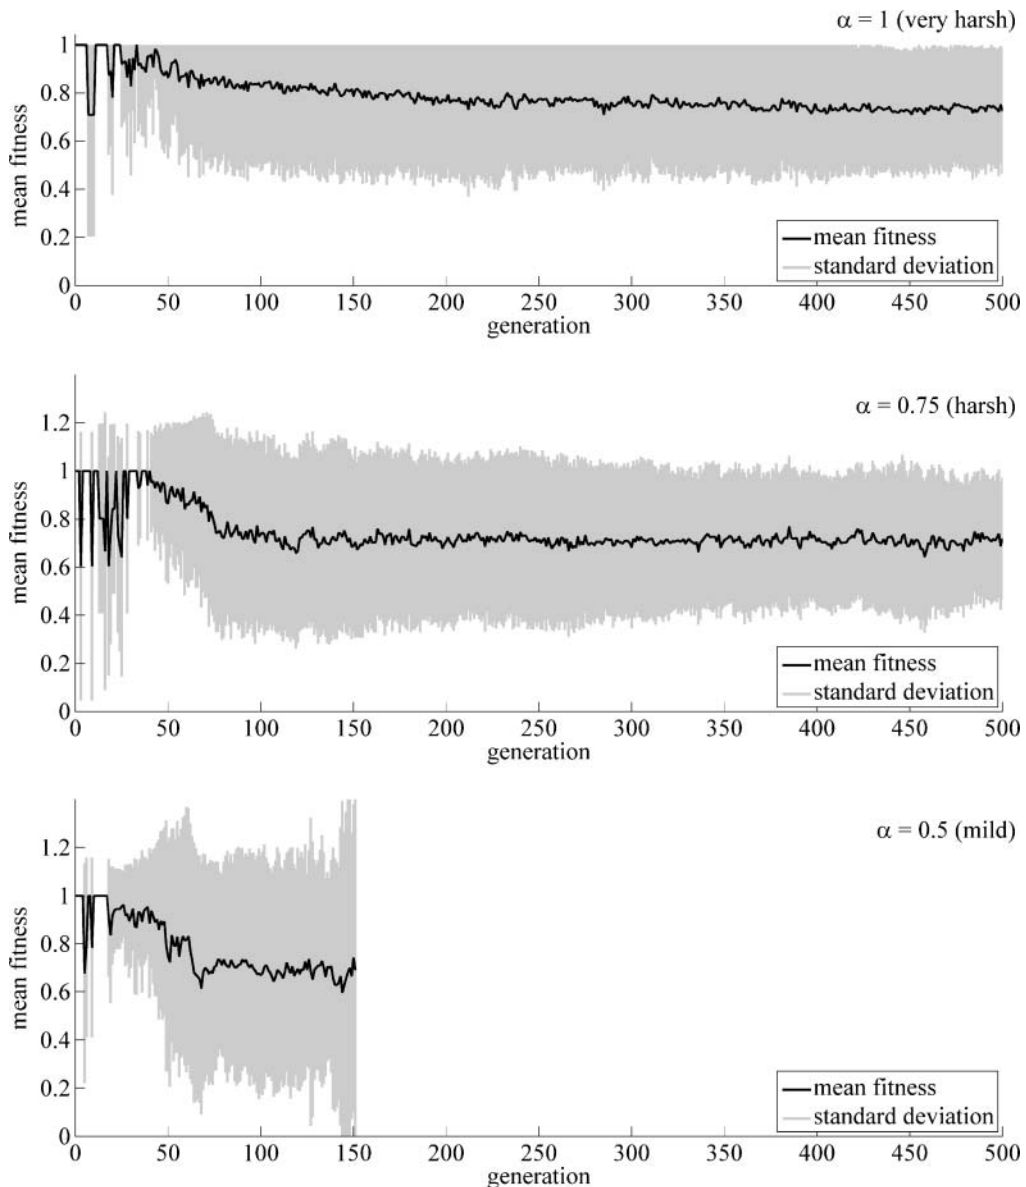 α = 1 (very harsh)
1
0.8
0.6
0.4
0.2
0
mean fitness
mean fitness
standard deviation
0 50 100 150 200 250 300 350 400 450 500
generation
α = 0.75 (harsh)
1.2
1
0.8
0.6
0.4
0.2
0
mean fitness
mean fitness
standard deviation
0 50 100 150 200 250 300 350 400 450 500
generation
α = 0.5 (mild)
1.2
1
0.8
0.6
0.4
0.2
0
mean fitness
mean fitness
standard deviation
0 50 100 150 200 250 300 350 400 450 500
generation